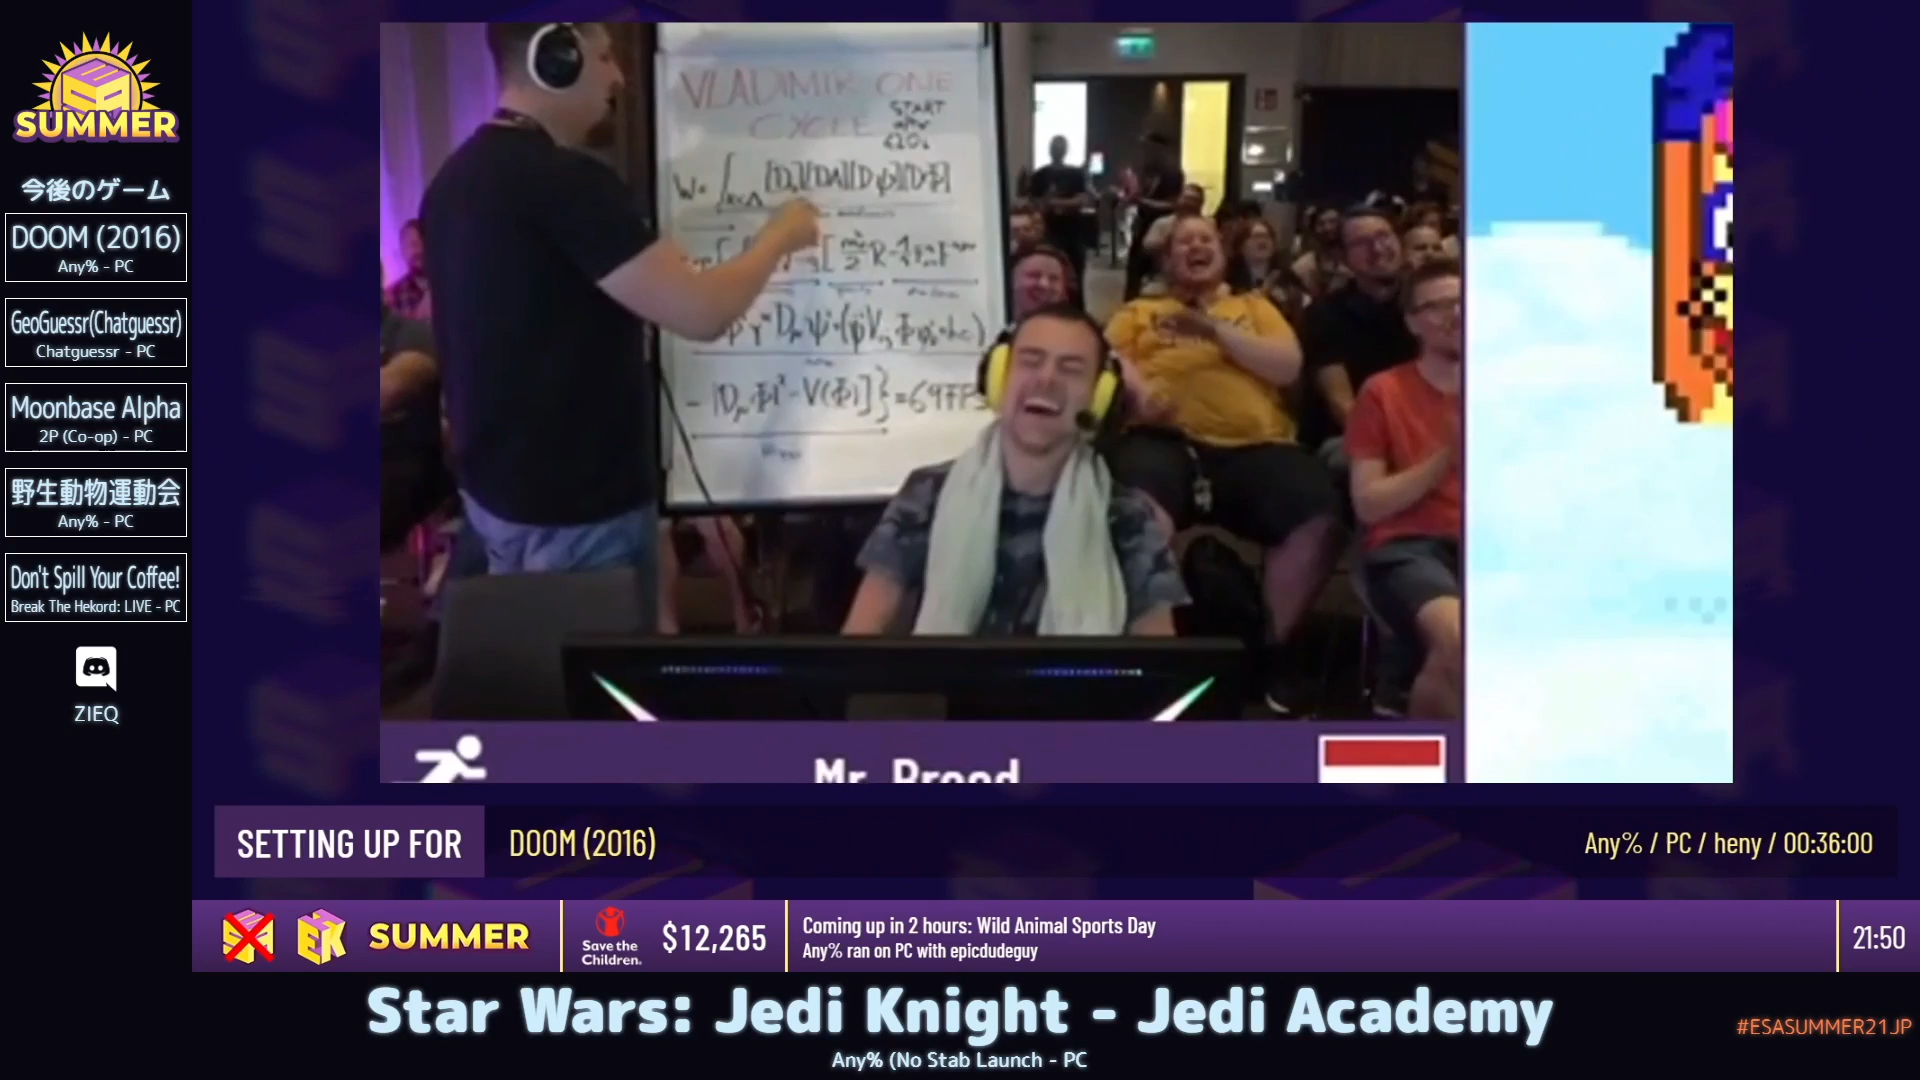 SUMMER
今後のゲーム
DOOM (2016)
Any% - PC
GeoGuessr(Chatguessr)
Chatguessr - PC
Moonbase Alpha
2P (Co-op) - PC
野生動物運動会
Any% - PC
Don't Spill Your Coffee!
Break The Hekord: LIVE - PC
ZIEQ
VLADIMIR ONE
CYCLE
START
Mr. Breed
SETTING UP FOR
DOOM (2016)
Any% / PC / heny / 00:36:00
SUMMER
Save the
Children.
$12,265
Coming up in 2 hours: Wild Animal Sports Day
Any% ran on PC with epicdudeguy
21:50
Star Wars: Jedi Knight - Jedi Academy
Any% (No Stab Launch - PC
#ESASUMMER21JP